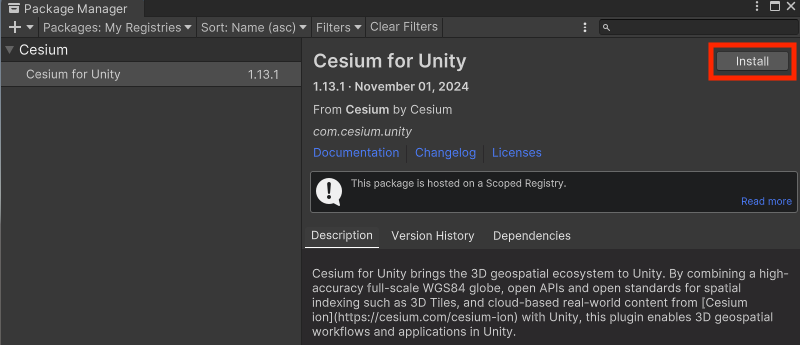 Package Manager
Packages: My Registries
Sort: Name (asc)
Filters
Clear Filters
Cesium
Cesium for Unity 1.13.1
Cesium for Unity
Install
1.13.1 · November 01, 2024
From Cesium by Cesium
com.cesium.unity
Documentation
Changelog
Licenses
This package is hosted on a Scoped Registry.
Read more
Description
Version History
Dependencies
Cesium for Unity brings the 3D geospatial ecosystem to Unity. By combining a high-
accuracy full-scale WGS84 globe, open APIs and open standards for spatial
indexing such as 3D Tiles, and cloud-based real-world content from [Cesium
ion](https://cesium.com/cesium-ion) with Unity, this plugin enables 3D geospatial
workflows and applications in Unity.